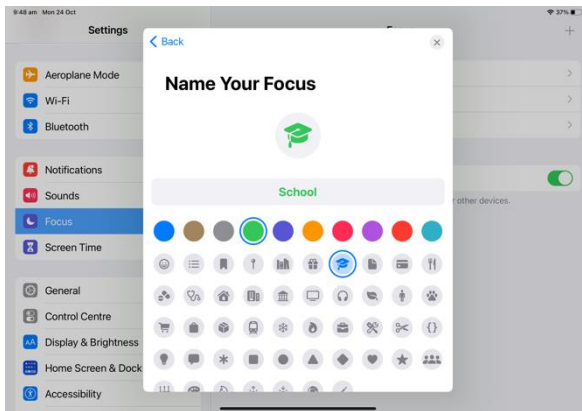 9:48 am Mon 24 Oct
37%
Settings
Back
Aeroplane Mode
Wi-Fi
Bluetooth
Notifications
Sounds
Focus
Screen Time
General
Control Centre
Display & Brightness
Home Screen & Dock
Accessibility
Name Your Focus
School
r other devices.